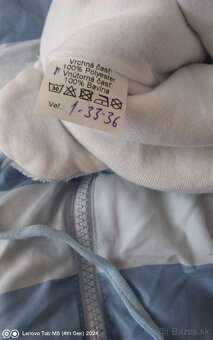 Vrchná časť:
100% Polyester
Vnútorná časť:
100% Bavlna
Veľ.: 1-33-36
Lenovo Tab M8 (4th Gen) 2024
Bazos.sk